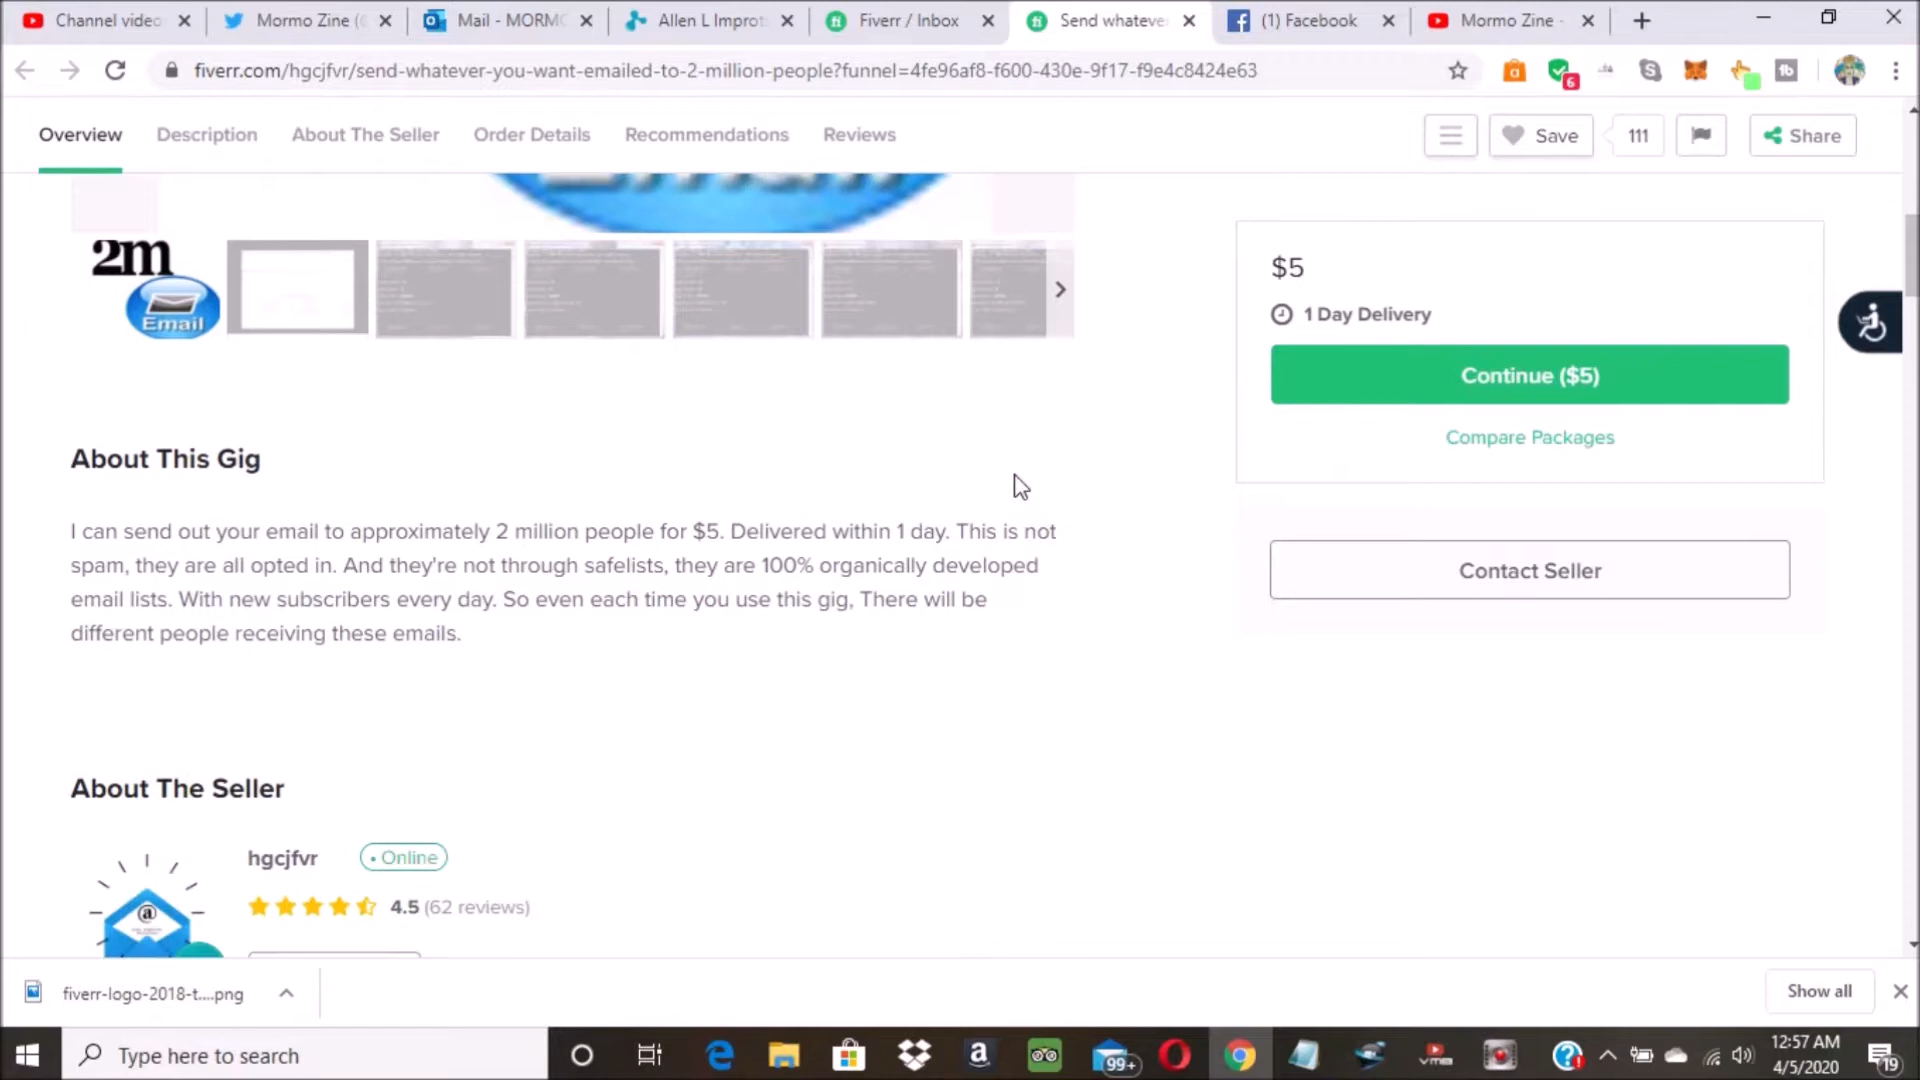 Channel video
Mormo Zine (
Mail - MORMO
Allen L Improt
Fiverr / Inbox
Send whateve
(1) Facebook
Mormo Zine -
fiverr.com/hgcjfvr/send-whatever-you-want-emailed-to-2-million-people?funnel=4fe96af8-f600-430e-9f17-f9e4c8424e63
6
Overview
Description
About The Seller
Order Details
Recommendations
Reviews
Save
111
Share
2m
Email
$5
1 Day Delivery
Continue ($5)
Compare Packages
Contact Seller
About This Gig
I can send out your email to approximately 2 million people for $5. Delivered within 1 day. This is not
spam, they are all opted in. And they're not through safelists, they are 100% organically developed
email lists. With new subscribers every day. So even each time you use this gig, There will be
different people receiving these emails.
About The Seller
hgcjfvr
• Online
4.5 (62 reviews)
fiverr-logo-2018-t....png
Show all
Type here to search
99+
12:57 AM
4/5/2020
19